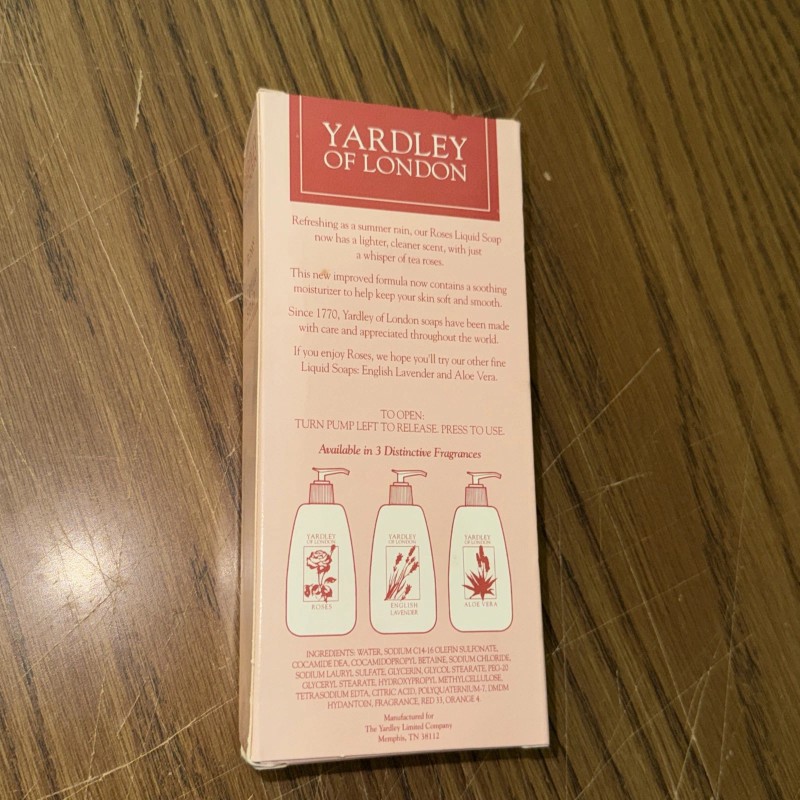 YARDLEY
OF LONDON
Refreshing as a summer rain, our Roses Liquid Soap
now has a lighter, cleaner scent, with just
a whisper of tea roses.
This new improved formula now contains a soothing
moisturizer to help keep your skin soft and smooth.
Since 1770, Yardley of London soaps have been made
with care and appreciated throughout the world.
If you enjoy Roses, we hope you'll try our other fine
Liquid Soaps: English Lavender and Aloe Vera.
TO OPEN:
TURN PUMP LEFT TO RELEASE. PRESS TO USE.
Available in 3 Distinctive Fragrances
YARDLEY
OF LONDON
ROSES
YARDLEY
OF LONDON
ENGLISH
LAVENDER
YARDLEY
OF LONDON
ALOE VERA
INGREDIENTS: WATER, SODIUM C14-16 OLEFIN SULFONATE,
COCAMIDE DEA, COCAMIDOPROPYL BETAINE, SODIUM CHLORIDE,
SODIUM LAURYL SULFATE, GLYCERIN, GLYCOL STEARATE, PEG-20
GLYCERYL STEARATE, HYDROXYPROPYL METHYLCELLULOSE,
TETRASODIUM EDTA, CITRIC ACID, POLYQUATERNIUM-7, DMDM
HYDANTOIN, FRAGRANCE, RED 33, ORANGE 4.
Manufactured for
The Yardley Limited Company
Memphis, TN 38112